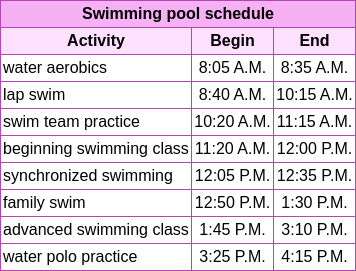 Swimming pool schedule
Activity Begin End
water aerobics 8:05 A.M. 8:35 A.M.
lap swim 8:40 A.M. 10:15 A.M.
swim team practice 10:20 A.M. 11:15 A.M.
beginning swimming class 11:20 A.M. 12:00 P.M.
synchronized swimming 12:05 P.M. 12:35 P.M.
family swim 12:50 P.M. 1:30 P.M.
advanced swimming class 1:45 P.M. 3:10 P.M.
water polo practice 3:25 P.M. 4:15 P.M.